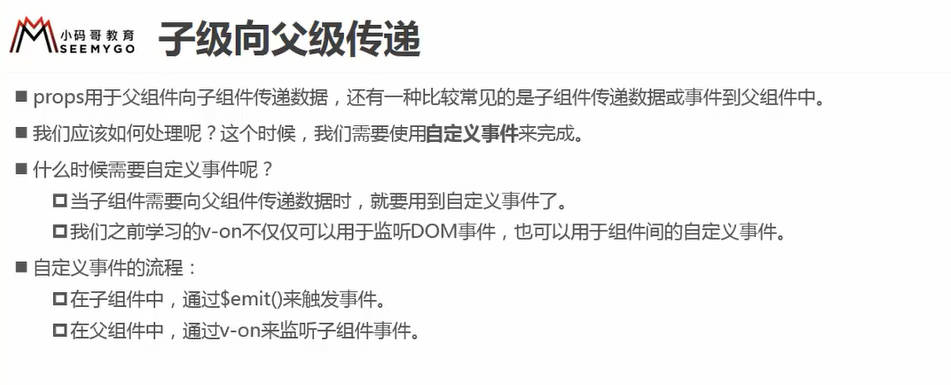 小码哥教育
SEEMYGO
子级向父级传递
props用于父组件向子组件传递数据，还有一种比较常见的是子组件传递数据或事件到父组件中。
我们应该如何处理呢？这个时候，我们需要使用自定义事件来完成。
什么时候需要自定义事件呢？
当子组件需要向父组件传递数据时，就要用到自定义事件了。
我们之前学习的v-on不仅仅可以用于监听DOM事件，也可以用于组件间的自定义事件。
自定义事件的流程：
在子组件中，通过$emit()来触发事件。
在父组件中，通过v-on来监听子组件事件。